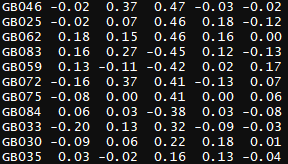 GB046 -0.02 0.37 0.47 -0.03 -0.02
GB025 -0.02 0.07 0.46 0.18 -0.12
GB062 0.18 0.15 0.46 0.16 0.00
GB083 0.16 0.27 -0.45 0.12 -0.13
GB059 0.13 -0.11 -0.42 0.02 0.17
GB072 -0.16 0.37 0.41 -0.13 0.07
GB075 -0.08 0.00 0.41 0.00 0.06
GB084 0.06 0.03 -0.38 0.03 -0.08
GB033 -0.20 0.13 0.32 -0.09 -0.03
GB030 -0.09 0.06 0.22 0.18 0.01
GB035 0.03 -0.02 0.16 0.13 -0.04